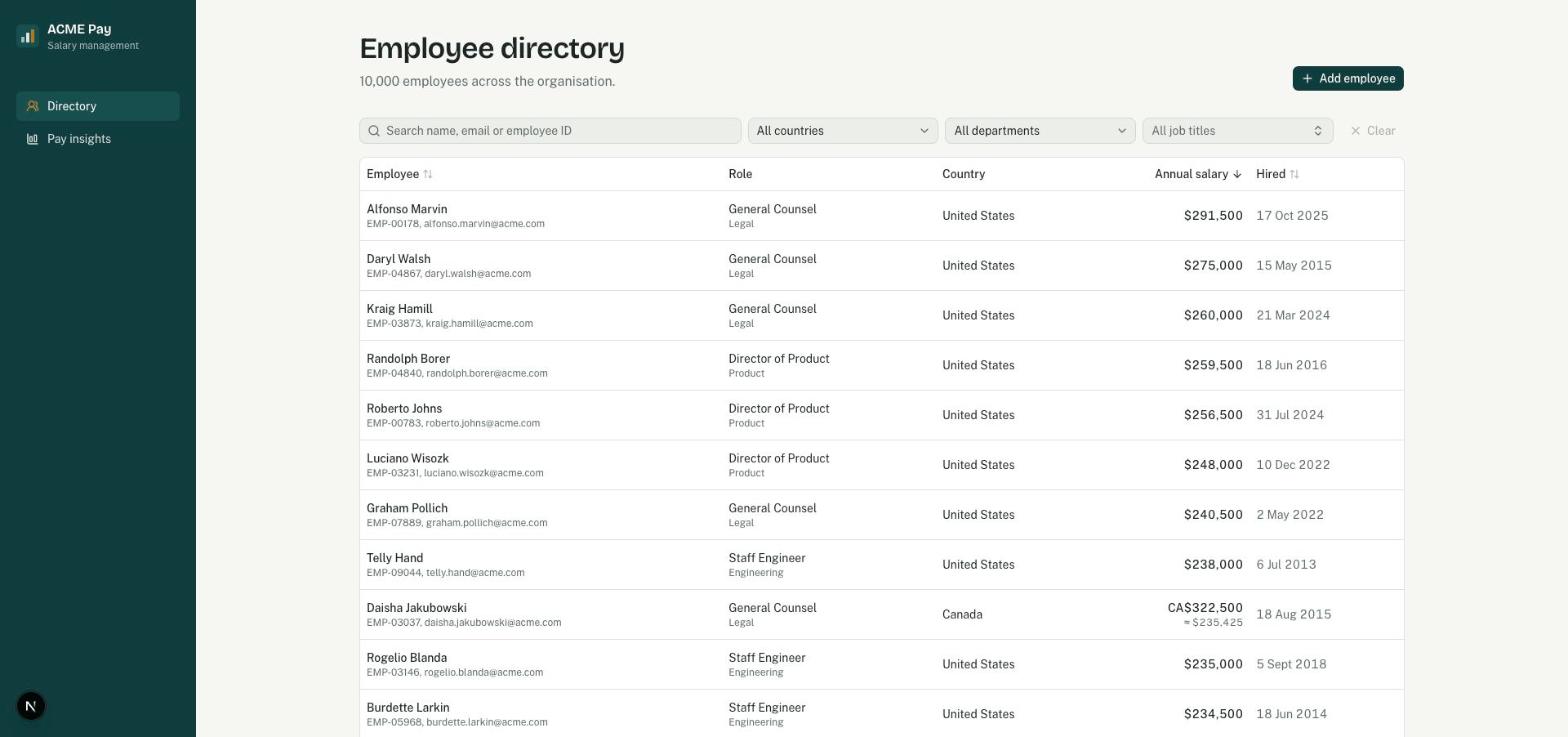 ACME Pay
Salary management
Directory
Pay insights
N
Employee directory
10,000 employees across the organisation.
Add employee
Search name, email or employee ID
All countries
All departments
All job titles
Clear
Employee Role Country Annual salary Hired
Alfonso Marvin General Counsel United States $291,500 17 Oct 2025
EMP-00178, alfonso.marvin@acme.com Legal
Daryl Walsh General Counsel United States $275,000 15 May 2015
EMP-04867, daryl.walsh@acme.com Legal
Kraig Hamill General Counsel United States $260,000 21 Mar 2024
EMP-03873, kraig.hamill@acme.com Legal
Randolph Borer Director of Product United States $259,500 18 Jun 2016
EMP-04840, randolph.borer@acme.com Product
Roberto Johns Director of Product United States $256,500 31 Jul 2024
EMP-00783, roberto.johns@acme.com Product
Luciano Wisozk Director of Product United States $248,000 10 Dec 2022
EMP-03231, luciano.wisozk@acme.com Product
Graham Pollich General Counsel United States $240,500 2 May 2022
EMP-07889, graham.pollich@acme.com Legal
Telly Hand Staff Engineer United States $238,000 6 Jul 2013
EMP-09044, telly.hand@acme.com Engineering
Daisha Jakubowski General Counsel Canada CA$322,500 18 Aug 2015
EMP-03037, daisha.jakubowski@acme.com Legal ≈ $235,425
Rogelio Blanda Staff Engineer United States $235,000 5 Sept 2018
EMP-03146, rogelio.blanda@acme.com Engineering
Burdette Larkin Staff Engineer United States $234,500 18 Jun 2014
EMP-05968, burdette.larkin@acme.com Engineering